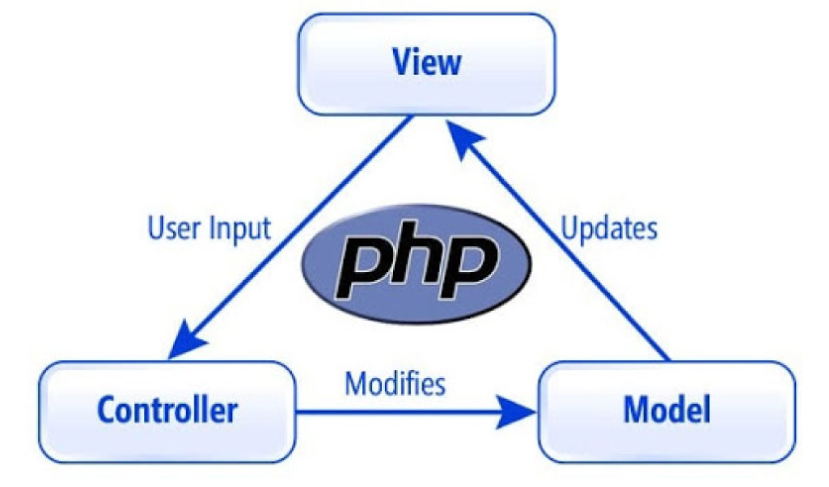 View
User Input
php
Updates
Modifies
Controller
Model